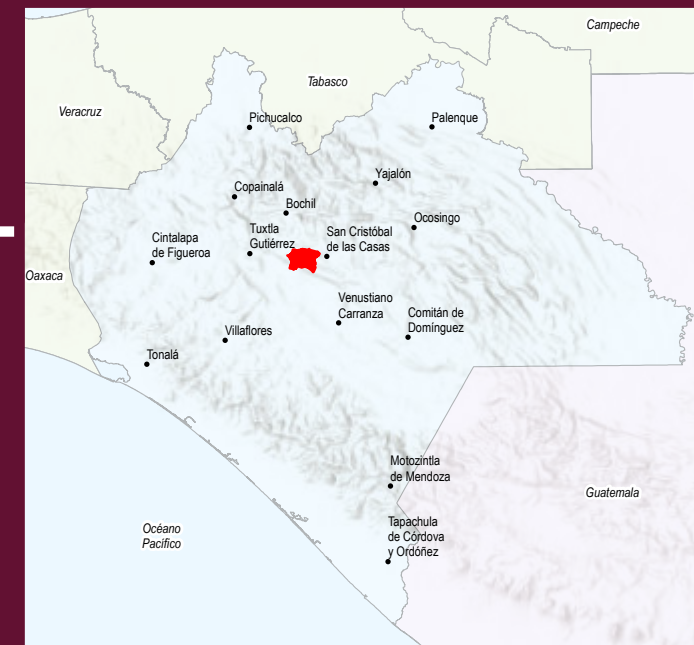 Campeche
Tabasco
Veracruz
Pichucalco
Palenque
Yajalón
Copainalá
Bochil
Ocosingo
Tuxtla
Gutiérrez
San Cristóbal
de las Casas
Cintalapa
de Figueroa
Oaxaca
Venustiano
Carranza
Comitán de
Domínguez
Villaflores
Tonalá
Motozintla
de Mendoza
Guatemala
Océano
Pacífico
Tapachula
de Córdova
y Ordóñez